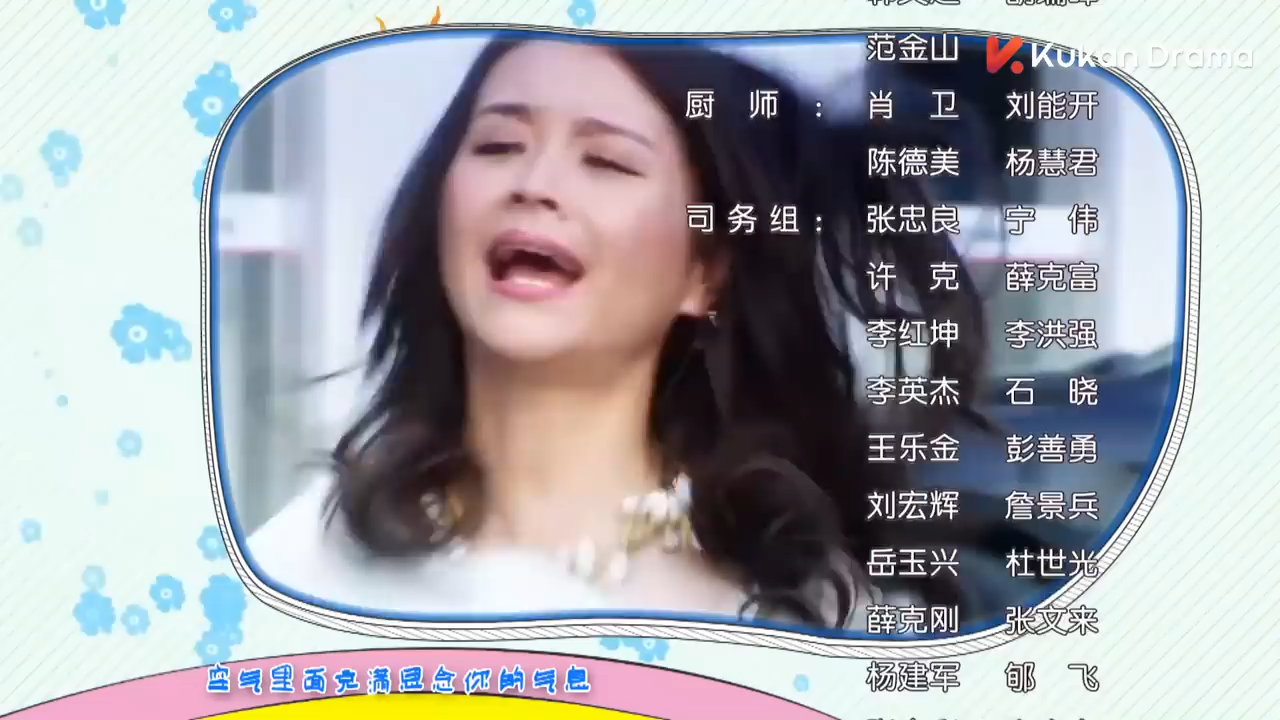 范金山
Kukan Drama
厨 师 : 肖 卫 刘能开
陈德美 杨慧君
司务组: 张忠良 宁 伟
许 克 薛克富
李红坤 李洪强
李英杰 石 晓
王乐金 彭善勇
刘宏辉 詹景兵
岳玉兴 杜世光
薛克刚 张文来
杨建军 郇 飞
空气里面充满思念你的气息